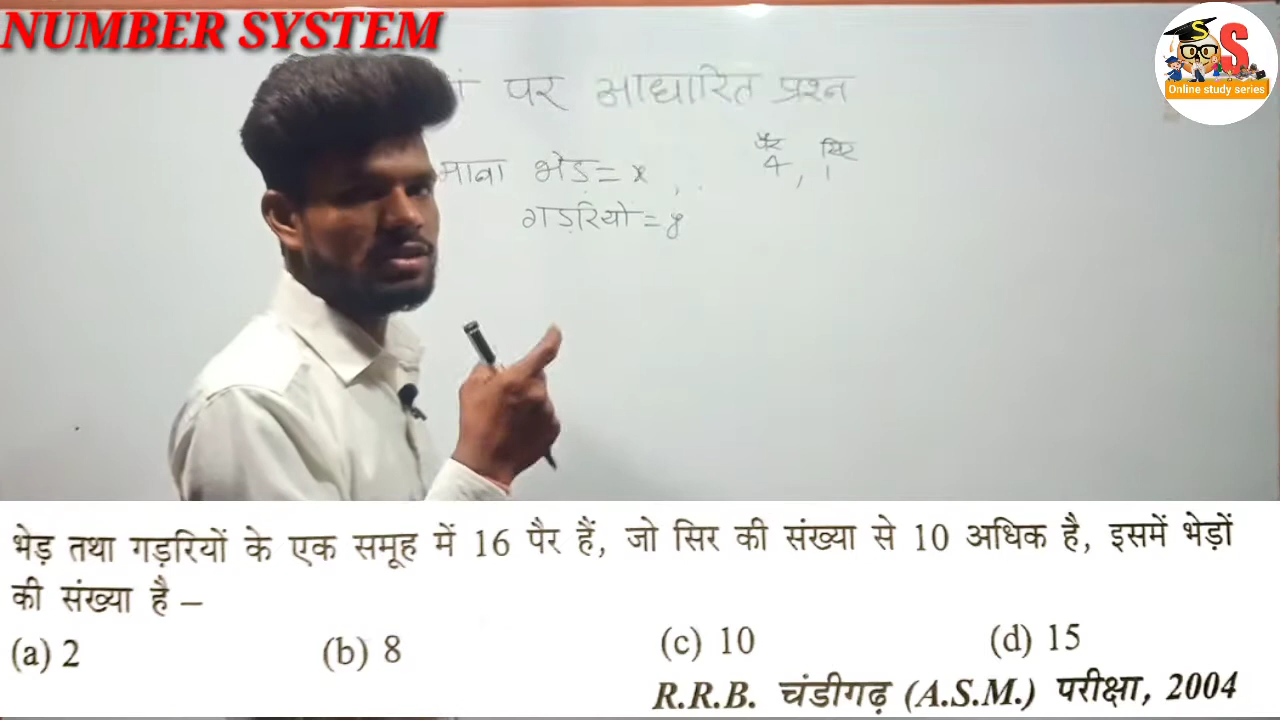 NUMBER SYSTEM
S
S
Online study series
पर आधारित प्रश्न
माना भेड़ = x ,
गड़रियों = y
पैर सिर
4 , 1
भेड़ तथा गड़रियों के एक समूह में 16 पैर हैं, जो सिर की संख्या से 10 अधिक है, इसमें भेड़ों
की संख्या है –
(a) 2 (b) 8 (c) 10 (d) 15
R.R.B. चंडीगढ़ (A.S.M.) परीक्षा, 2004